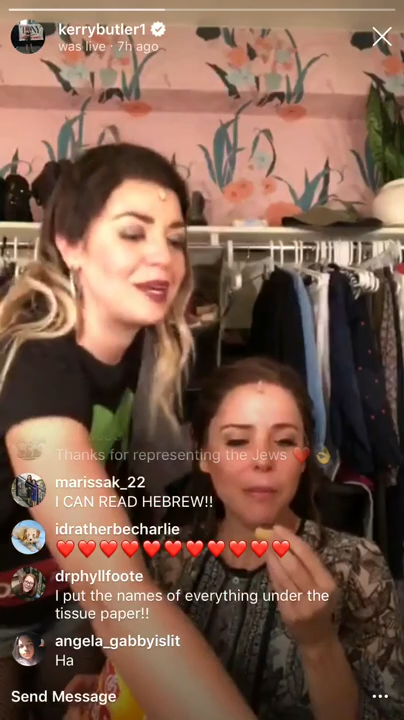 kerrybutler1
was live · 7h ago
Thanks for representing the Jews ❤️ 👌
marissak_22
I CAN READ HEBREW!!
idratherbecharlie
❤️❤️❤️❤️❤️❤️❤️❤️❤️❤️❤️
drphyllfoote
I put the names of everything under the
tissue paper!!
angela_gabbyislit
Ha
Send Message